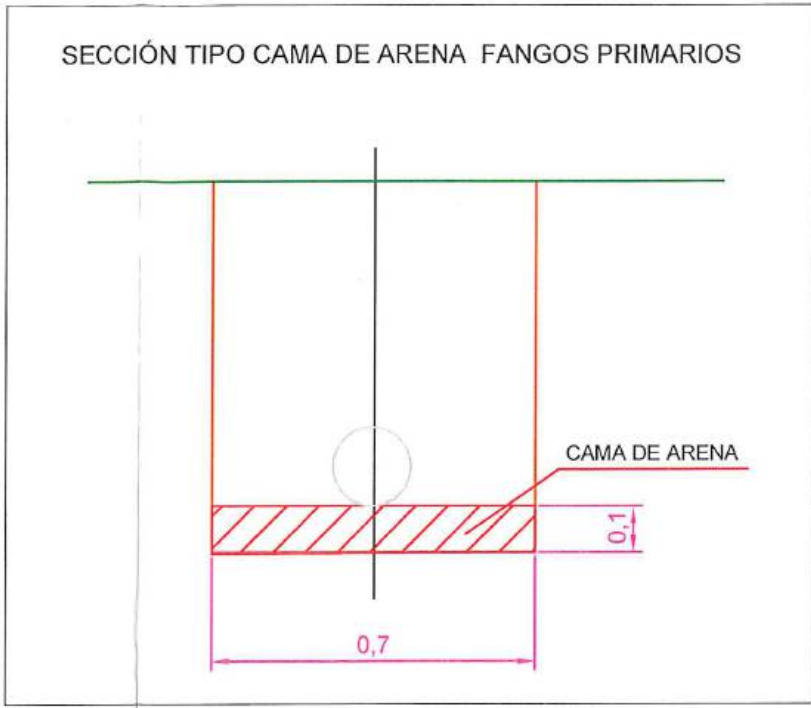 SECCIÓN TIPO CAMA DE ARENA FANGOS PRIMARIOS
CAMA DE ARENA
0,1
0,7